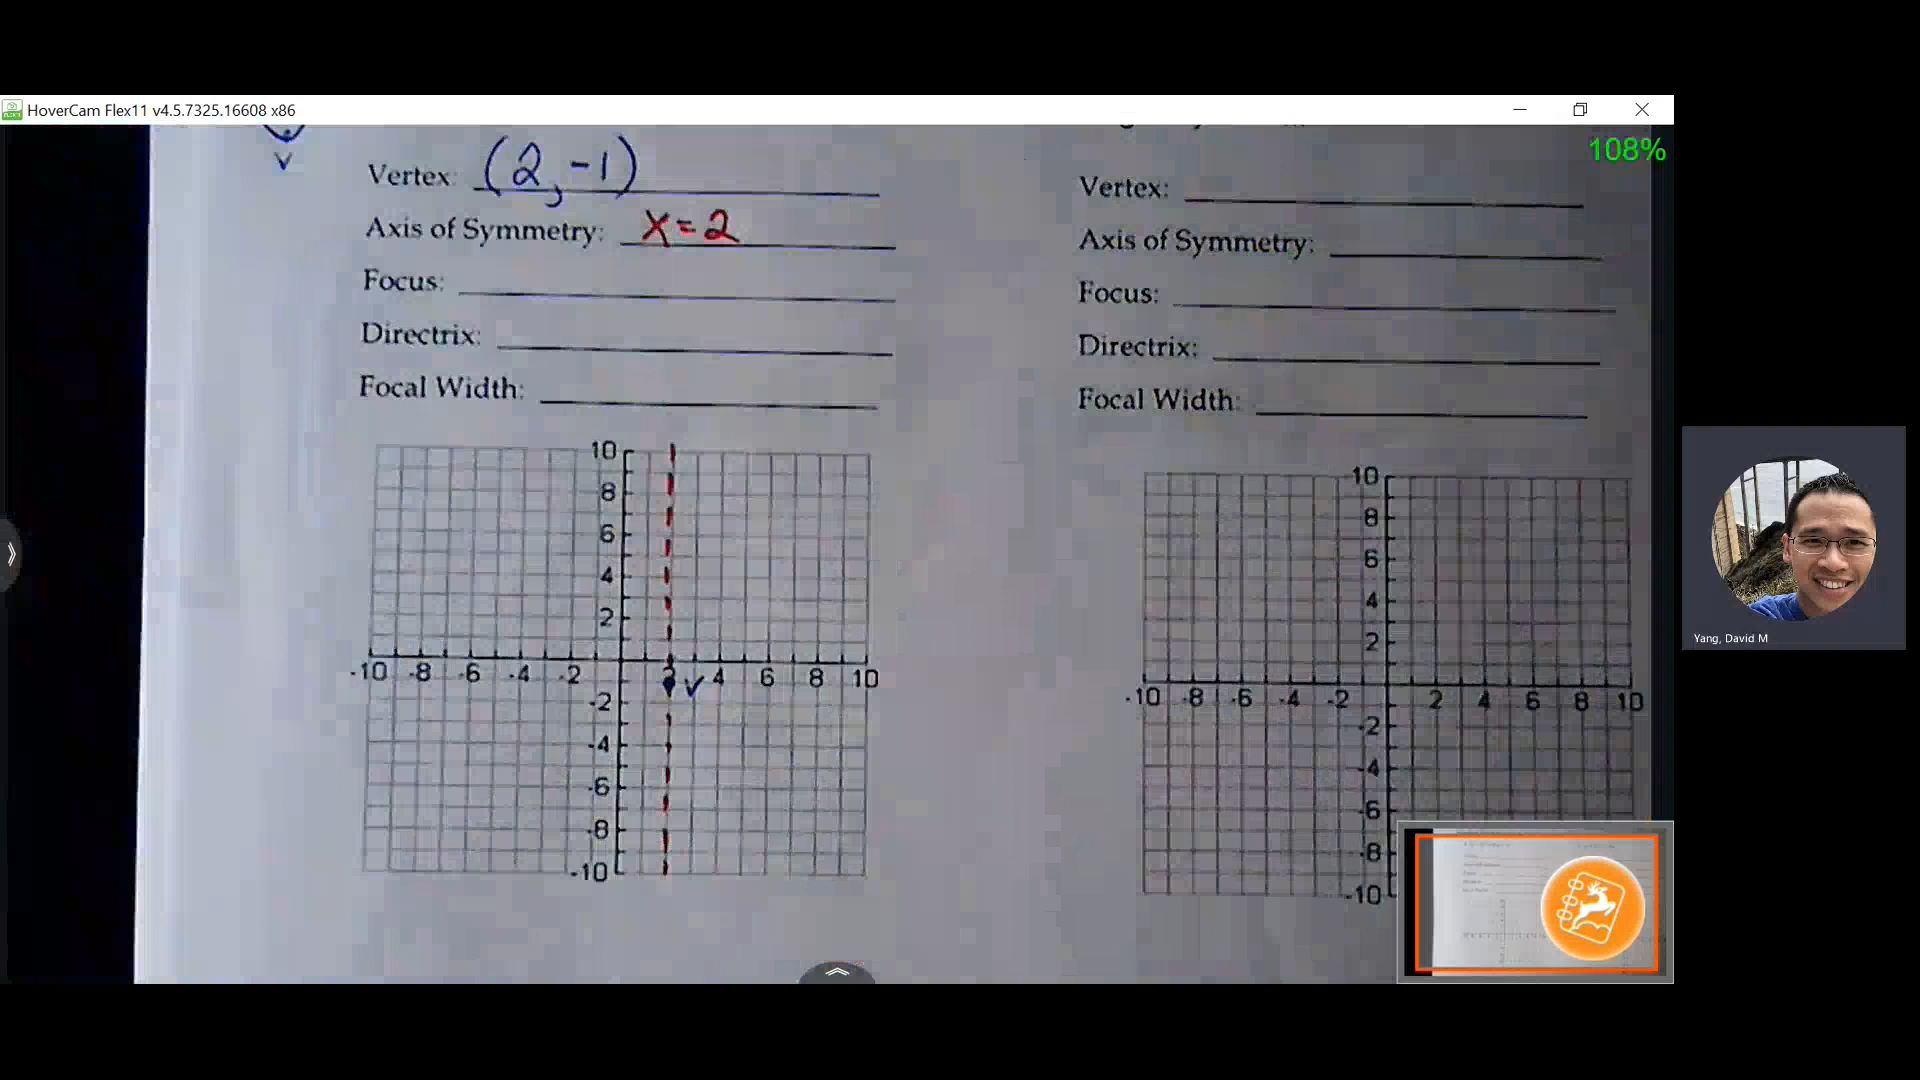 HoverCam Flex11 v4.5.7325.16608 x86
108%
V
Vertex: (2, -1)
Axis of Symmetry: x=2
Focus:
Directrix:
Focal Width:
10
8
6
4
2
-10 -8 -6 -4 -2 2 4 6 8 10
V
-2
-4
-6
-8
-10
Vertex:
Axis of Symmetry:
Focus:
Directrix:
Focal Width:
10
8
6
4
2
-10 -8 -6 -4 -2 2 4 6 8 10
-2
-4
-6
-8
-10
Yang, David M